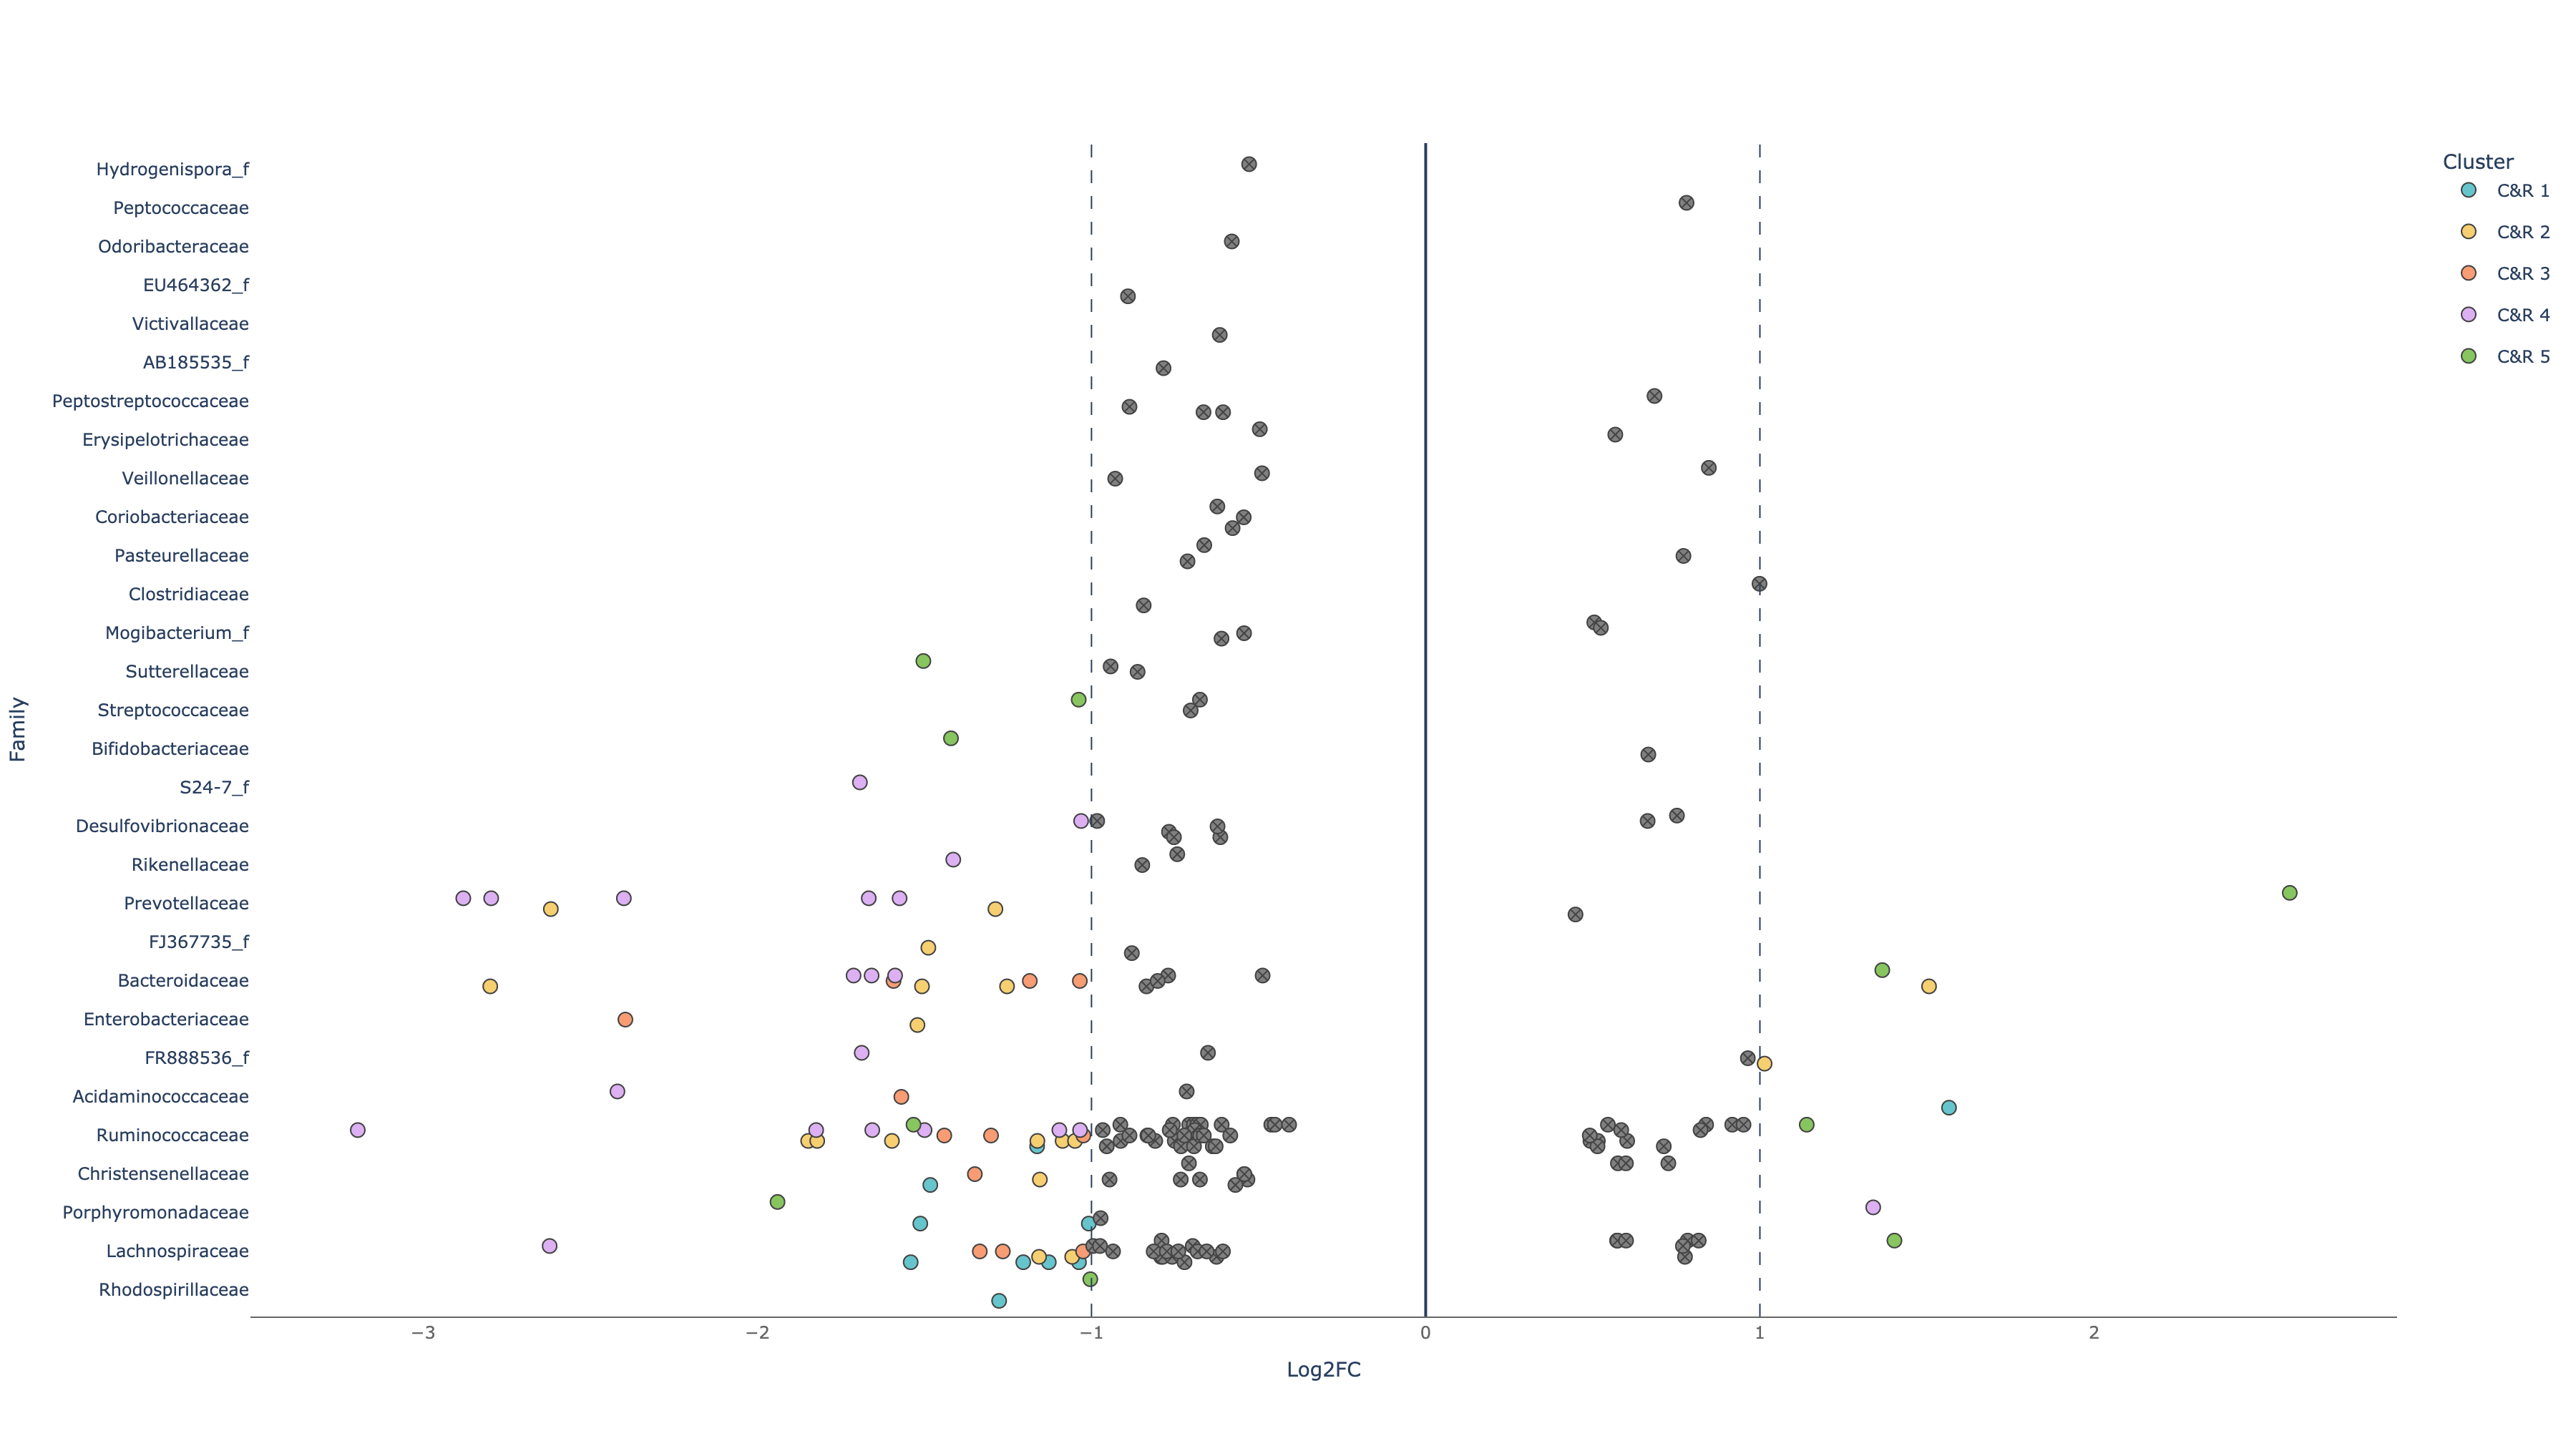 Cluster
C&R 1
C&R 2
C&R 3
C&R 4
C&R 5
Family
Hydrogenispora_f
Peptococcaceae
Odoribacteraceae
EU464362_f
Victivallaceae
AB185535_f
Peptostreptococcaceae
Erysipelotrichaceae
Veillonellaceae
Coriobacteriaceae
Pasteurellaceae
Clostridiaceae
Mogibacterium_f
Sutterellaceae
Streptococcaceae
Bifidobacteriaceae
S24-7_f
Desulfovibrionaceae
Rikenellaceae
Prevotellaceae
FJ367735_f
Bacteroidaceae
Enterobacteriaceae
FR888536_f
Acidaminococcaceae
Ruminococcaceae
Christensenellaceae
Porphyromonadaceae
Lachnospiraceae
Rhodospirillaceae
−3 −2 −1 0 1 2
Log2FC